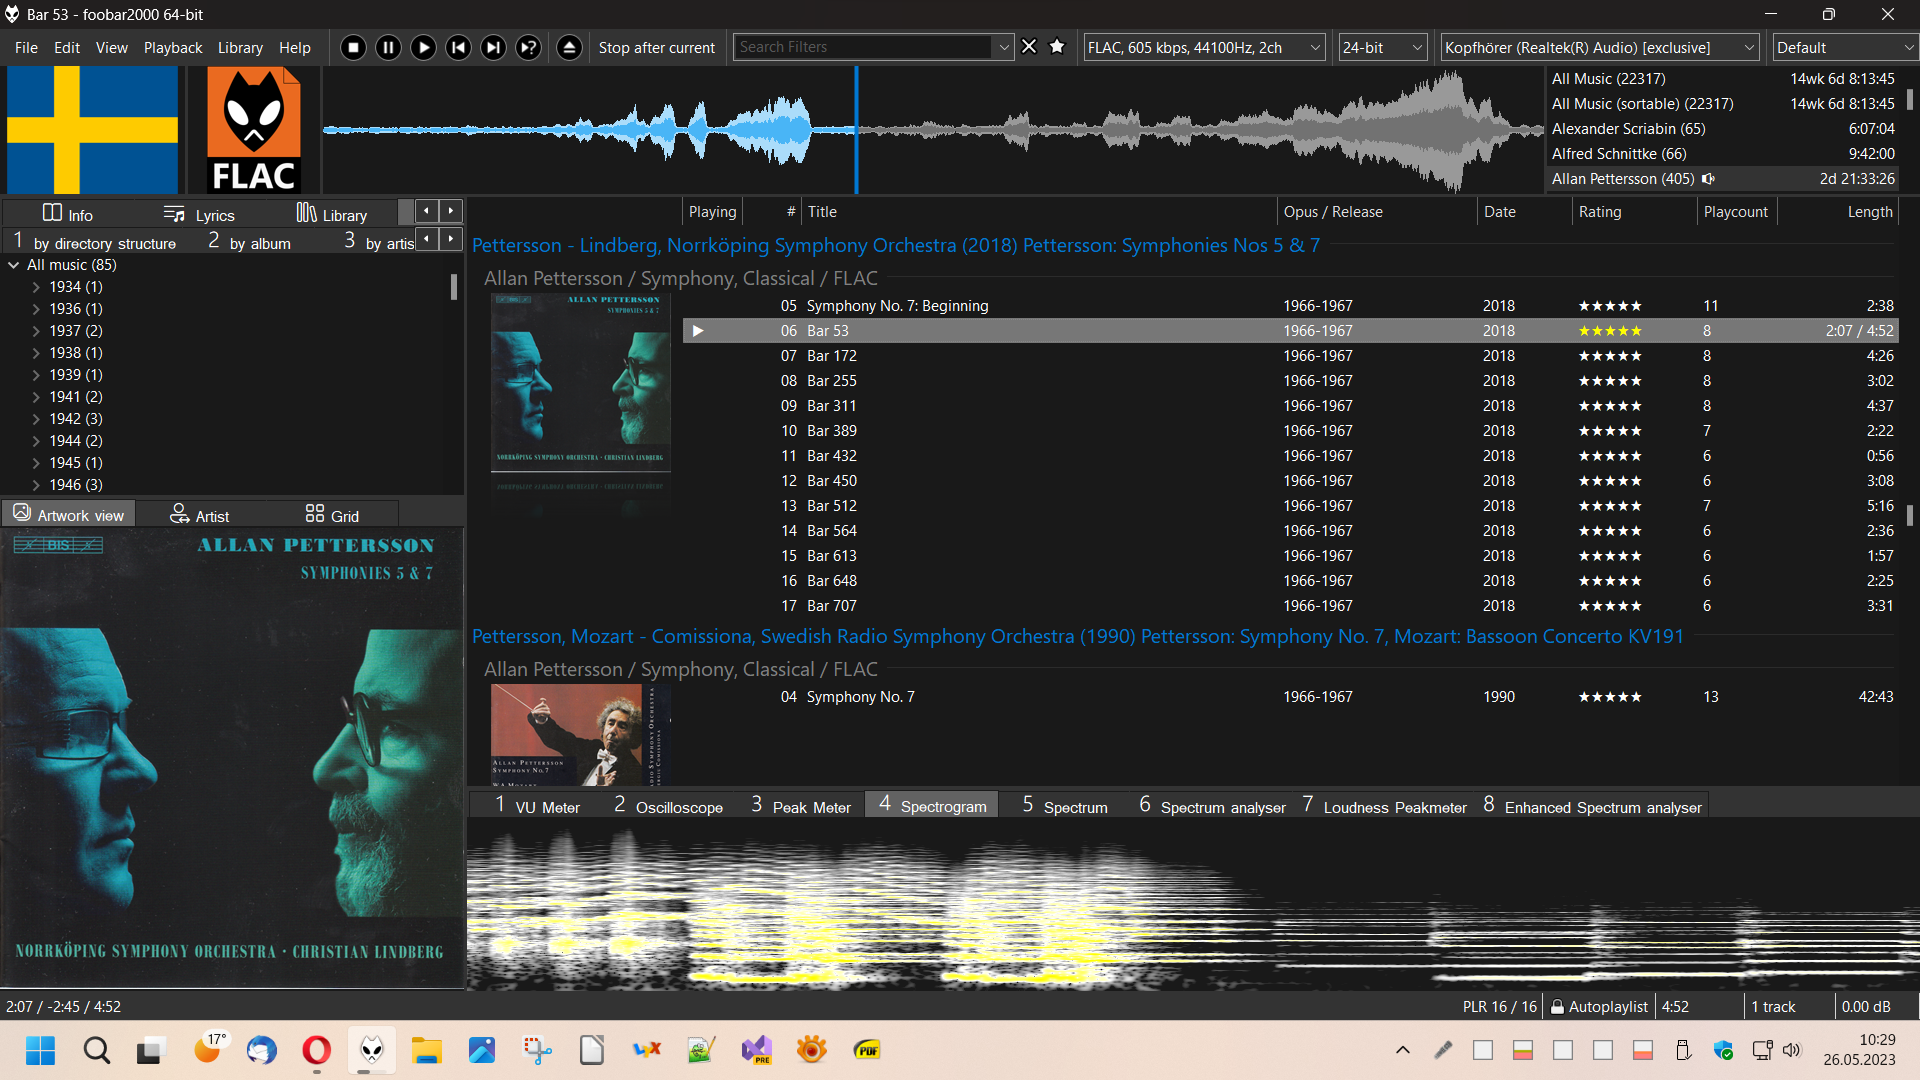 Bar 53 - foobar2000 64-bit
File Edit View Playback Library Help
Stop after current
Search Filters
FLAC, 605 kbps, 44100Hz, 2ch
24-bit
Kopfhörer (Realtek(R) Audio) [exclusive]
Default
FLAC
All Music (22317) 14wk 6d 8:13:45
All Music (sortable) (22317) 14wk 6d 8:13:45
Alexander Scriabin (65) 6:07:04
Alfred Schnittke (66) 9:42:00
Allan Pettersson (405) 2d 21:33:26
Info Lyrics Library
1 by directory structure 2 by album 3 by artis
All music (85)
1934 (1)
1936 (1)
1937 (2)
1938 (1)
1939 (1)
1941 (2)
1942 (3)
1944 (2)
1945 (1)
1946 (3)
Artwork view Artist Grid
BIS
ALLAN PETTERSSON
SYMPHONIES 5 & 7
NORRKÖPING SYMPHONY ORCHESTRA · CHRISTIAN LINDBERG
Playing # Title Opus / Release Date Rating Playcount Length
Pettersson - Lindberg, Norrköping Symphony Orchestra (2018) Pettersson: Symphonies Nos 5 & 7
Allan Pettersson / Symphony, Classical / FLAC
ALLAN PETTERSSON
SYMPHONIES 5 & 7
NORRKÖPING SYMPHONY ORCHESTRA · CHRISTIAN LINDBERG
05 Symphony No. 7: Beginning 1966-1967 2018 ★★★★★ 11 2:38
06 Bar 53 1966-1967 2018 ★★★★★ 8 2:07 / 4:52
07 Bar 172 1966-1967 2018 ★★★★★ 8 4:26
08 Bar 255 1966-1967 2018 ★★★★★ 8 3:02
09 Bar 311 1966-1967 2018 ★★★★★ 8 4:37
10 Bar 389 1966-1967 2018 ★★★★★ 7 2:22
11 Bar 432 1966-1967 2018 ★★★★★ 6 0:56
12 Bar 450 1966-1967 2018 ★★★★★ 6 3:08
13 Bar 512 1966-1967 2018 ★★★★★ 7 5:16
14 Bar 564 1966-1967 2018 ★★★★★ 6 2:36
15 Bar 613 1966-1967 2018 ★★★★★ 6 1:57
16 Bar 648 1966-1967 2018 ★★★★★ 6 2:25
17 Bar 707 1966-1967 2018 ★★★★★ 6 3:31
Pettersson, Mozart - Comissiona, Swedish Radio Symphony Orchestra (1990) Pettersson: Symphony No. 7, Mozart: Bassoon Concerto KV191
Allan Pettersson / Symphony, Classical / FLAC
04 Symphony No. 7 1966-1967 1990 ★★★★★ 13 42:43
ALLAN PETTERSSON
SYMPHONY NO. 7
1 VU Meter 2 Oscilloscope 3 Peak Meter 4 Spectrogram 5 Spectrum 6 Spectrum analyser 7 Loudness Peakmeter 8 Enhanced Spectrum analyser
2:07 / -2:45 / 4:52
PLR 16 / 16 Autoplaylist 4:52 1 track 0.00 dB
17°
PRE
PDF
10:29
26.05.2023